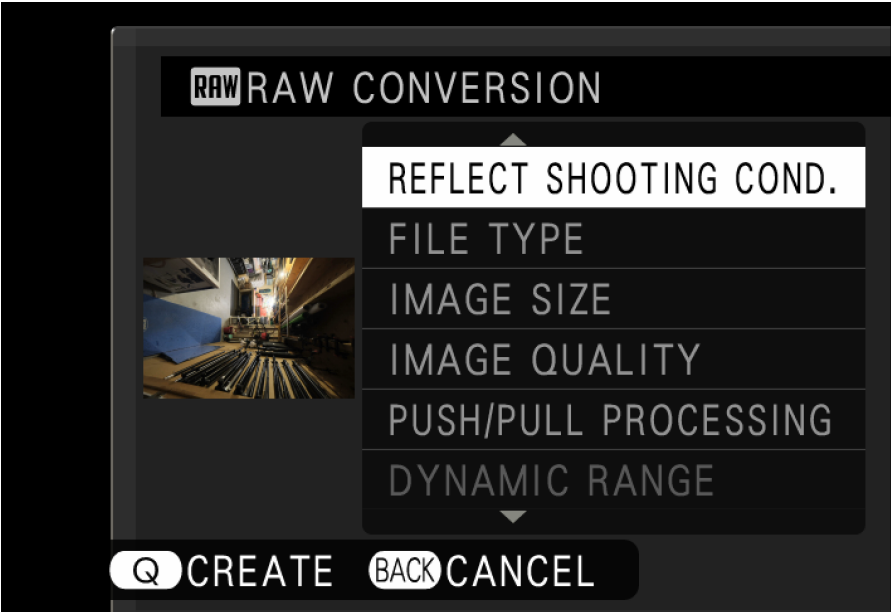 RAW RAW CONVERSION
REFLECT SHOOTING COND.
FILE TYPE
IMAGE SIZE
IMAGE QUALITY
PUSH/PULL PROCESSING
DYNAMIC RANGE
Q CREATE BACK CANCEL